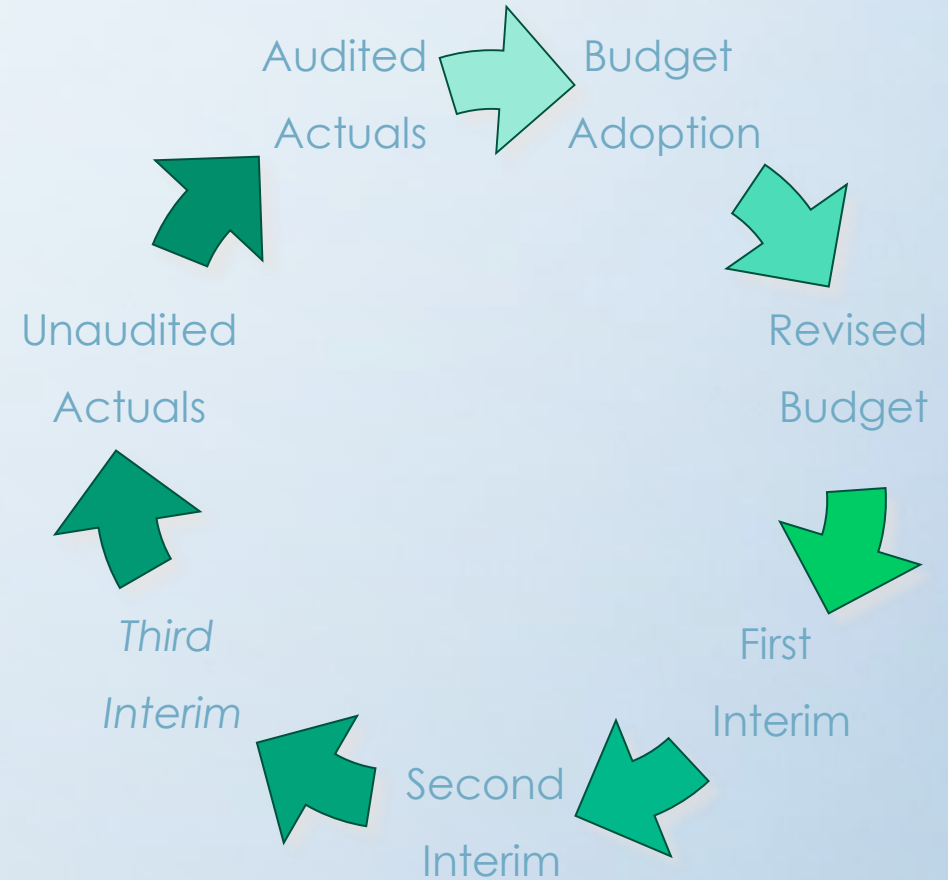 Audited
Actuals
Budget
Adoption
Revised
Budget
First
Interim
Second
Interim
Third
Interim
Unaudited
Actuals